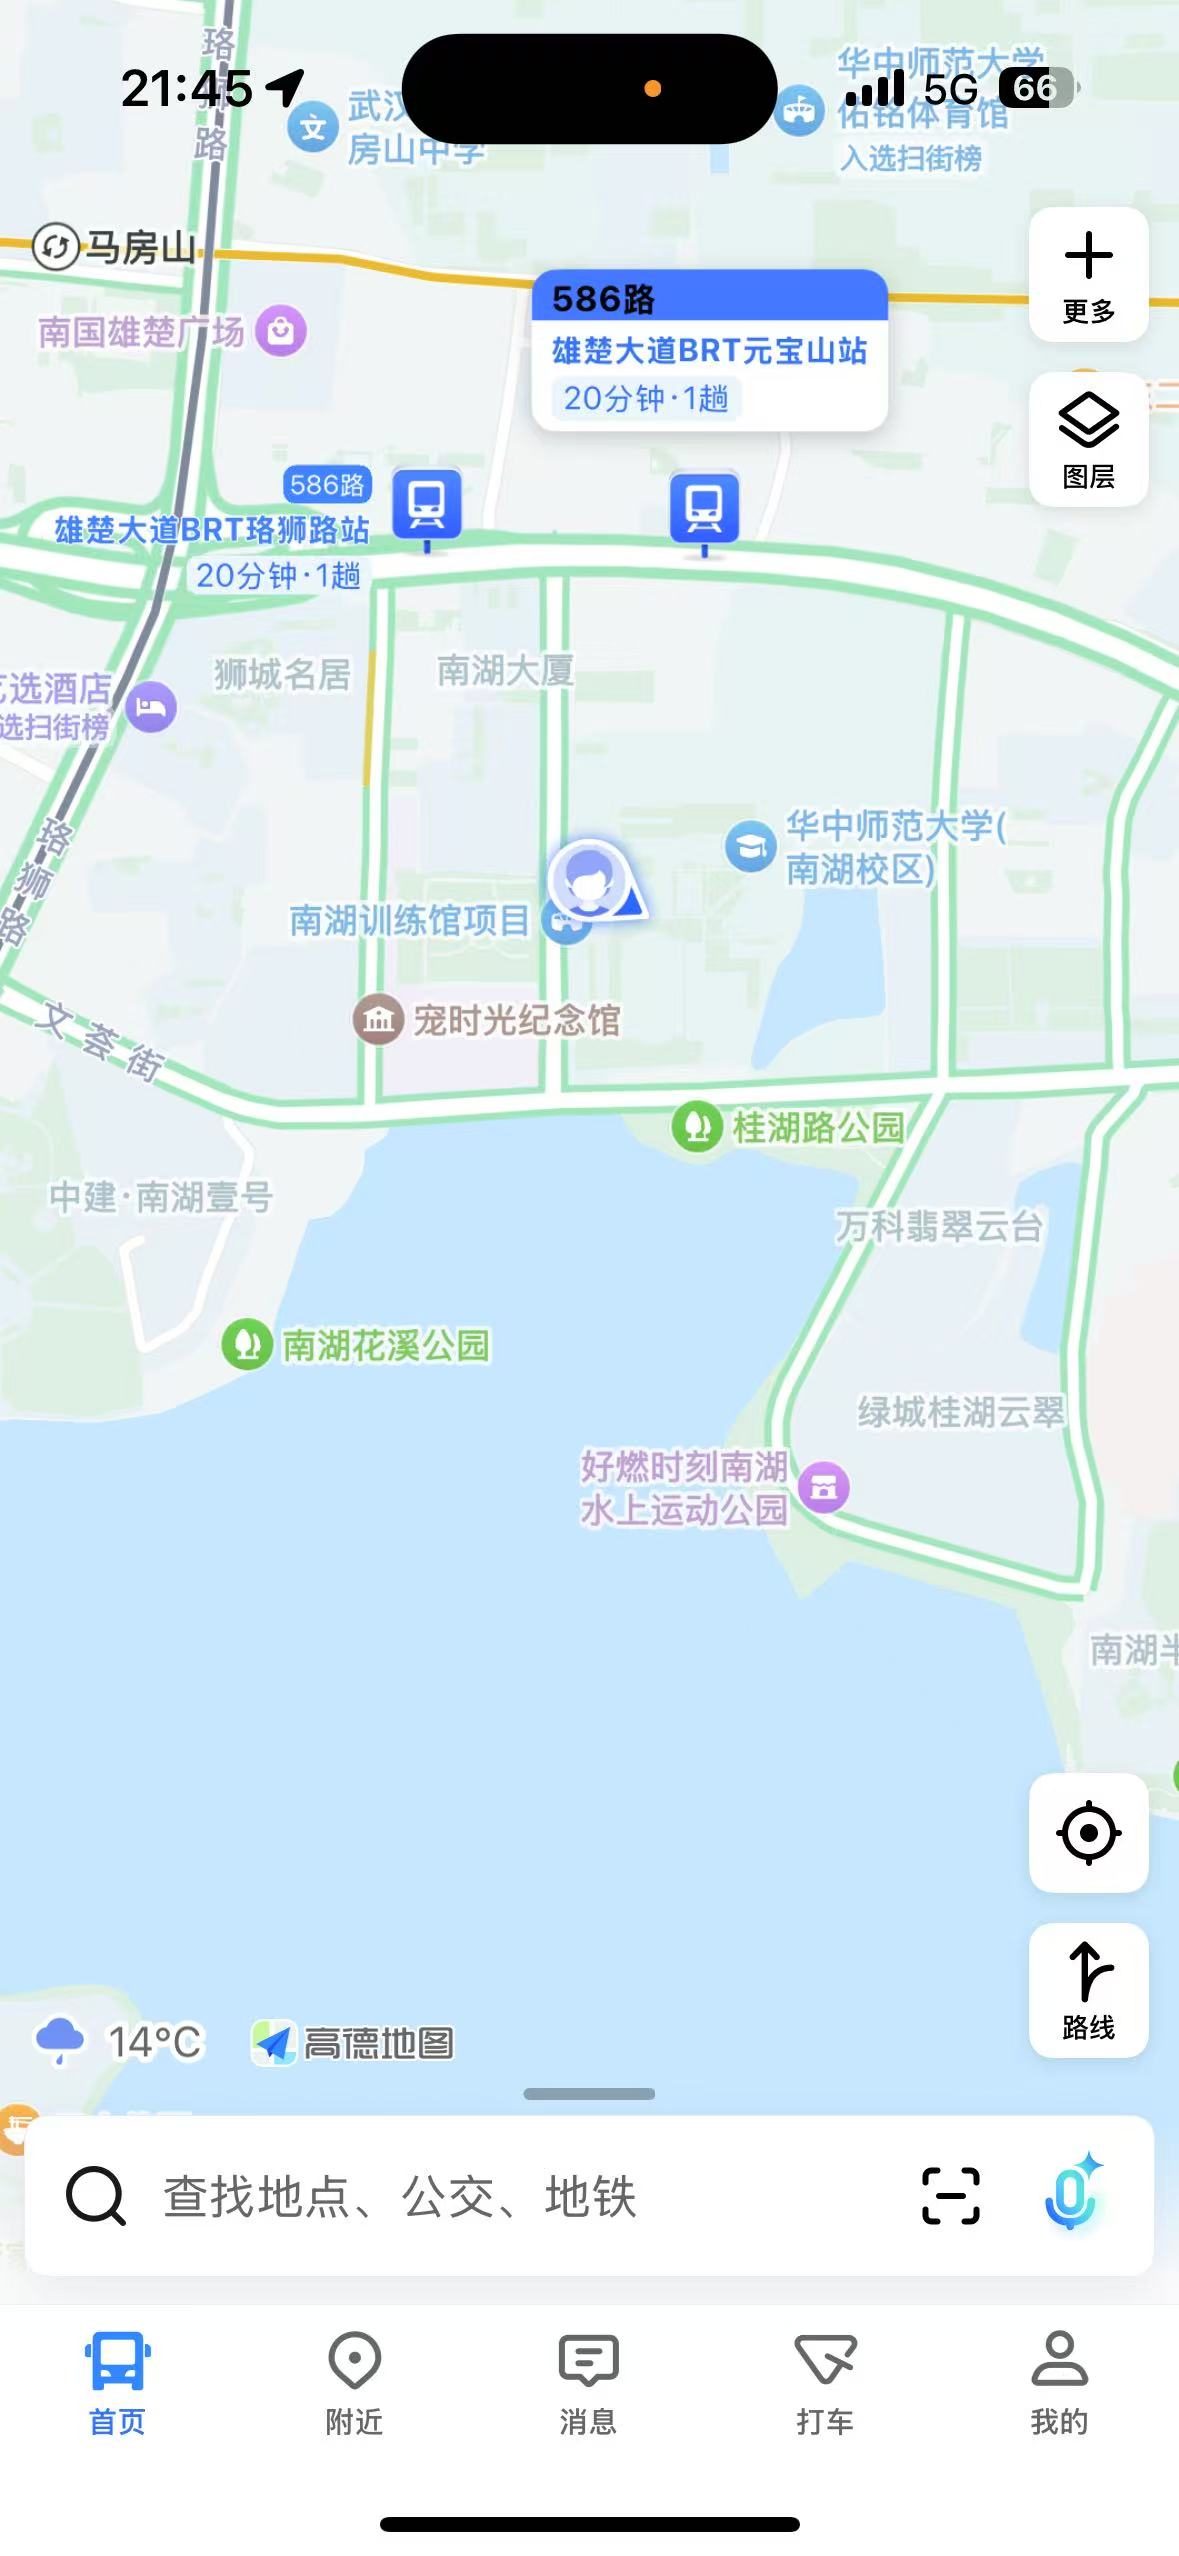 21:45
5G
66
珞
路
武汉
房山中学
华中师范大学
佑铭体育馆
入选扫街榜
马房山
更多
南国雄楚广场
586路
雄楚大道BRT元宝山站
20分钟·1趟
图层
586路
雄楚大道BRT珞狮路站
20分钟·1趟
狮城名居
南湖大厦
艺选酒店
选扫街榜
珞
狮
路
华中师范大学(
南湖校区)
南湖训练馆项目
宠时光纪念馆
文荟街
桂湖路公园
中建·南湖壹号
万科翡翠云台
南湖花溪公园
绿城桂湖云翠
好燃时刻南湖
水上运动公园
南湖半
路线
14°C
高德地图
查找地点、公交、地铁
首页
附近
消息
打车
我的